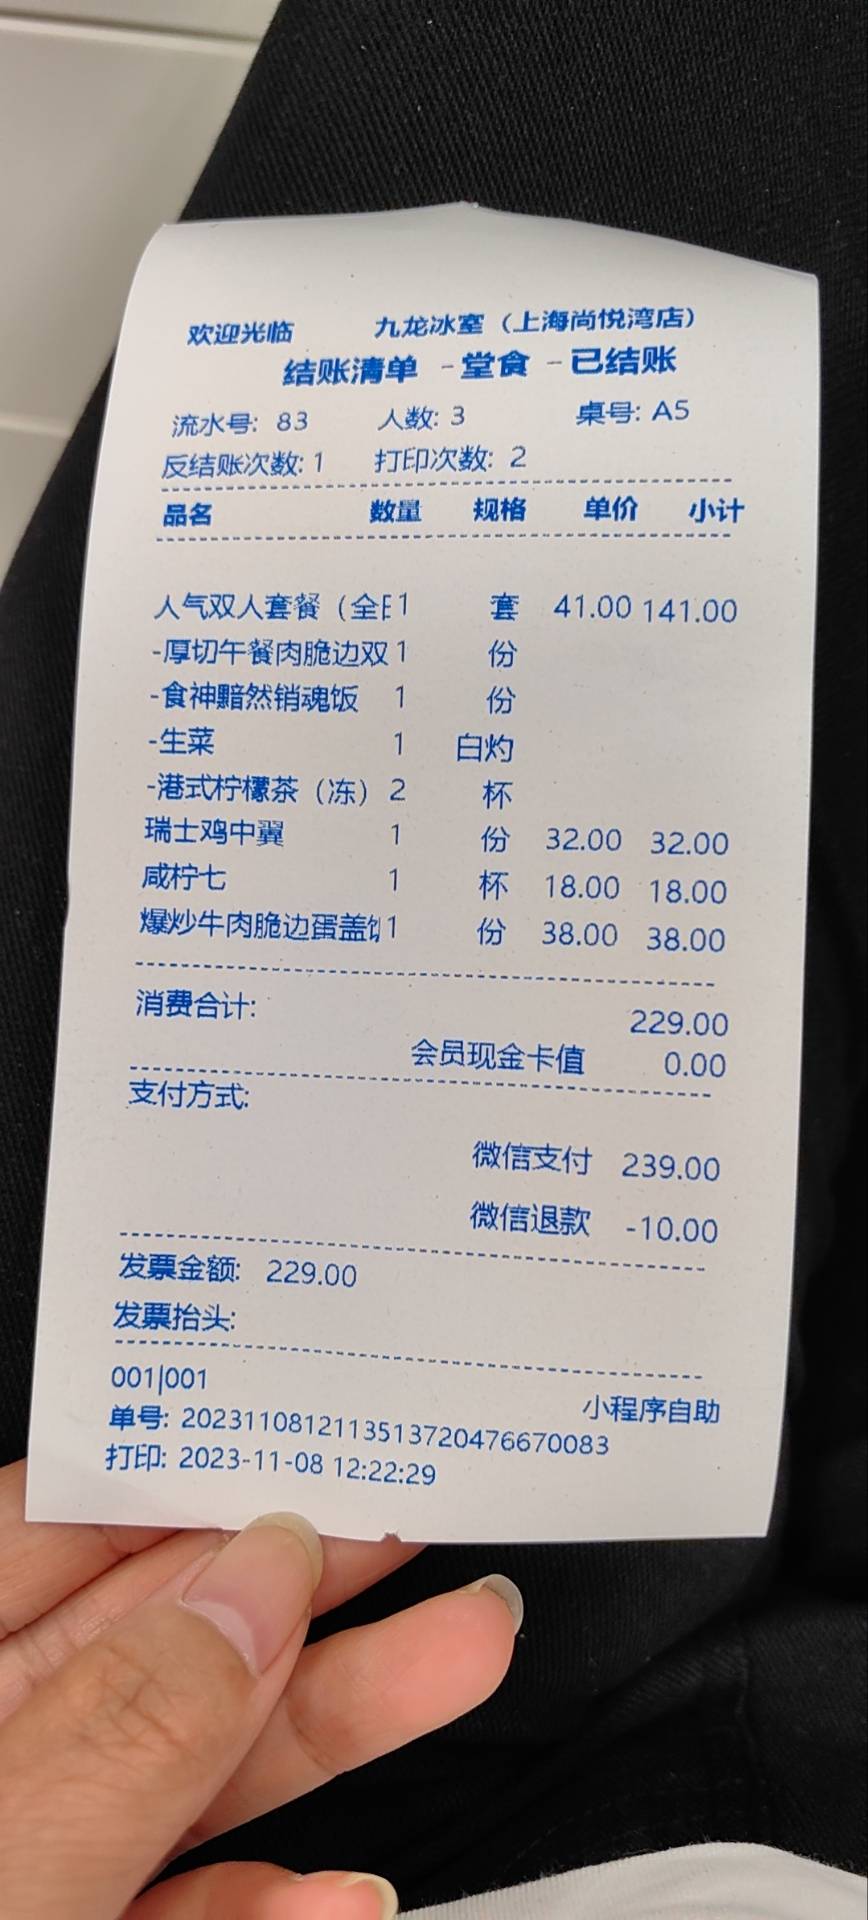 欢迎光临 九龙冰室（上海尚悦湾店）
结账清单 -堂食 -已结账
流水号: 83 人数: 3 桌号: A5
反结账次数: 1 打印次数: 2
品名 数量 规格 单价 小计
人气双人套餐（全 1 套 41.00 141.00
-厚切午餐肉脆边双 1 份
-食神黯然销魂饭 1 份
-生菜 1 白灼
-港式柠檬茶（冻） 2 杯
瑞士鸡中翼 1 份 32.00 32.00
咸柠七 1 杯 18.00 18.00
爆炒牛肉脆边蛋盖 1 份 38.00 38.00
消费合计: 229.00
会员现金卡值 0.00
支付方式:
微信支付 239.00
微信退款 -10.00
发票金额: 229.00
发票抬头:
001|001 小程序自助
单号: 2023110812113513720476670083
打印: 2023-11-08 12:22:29